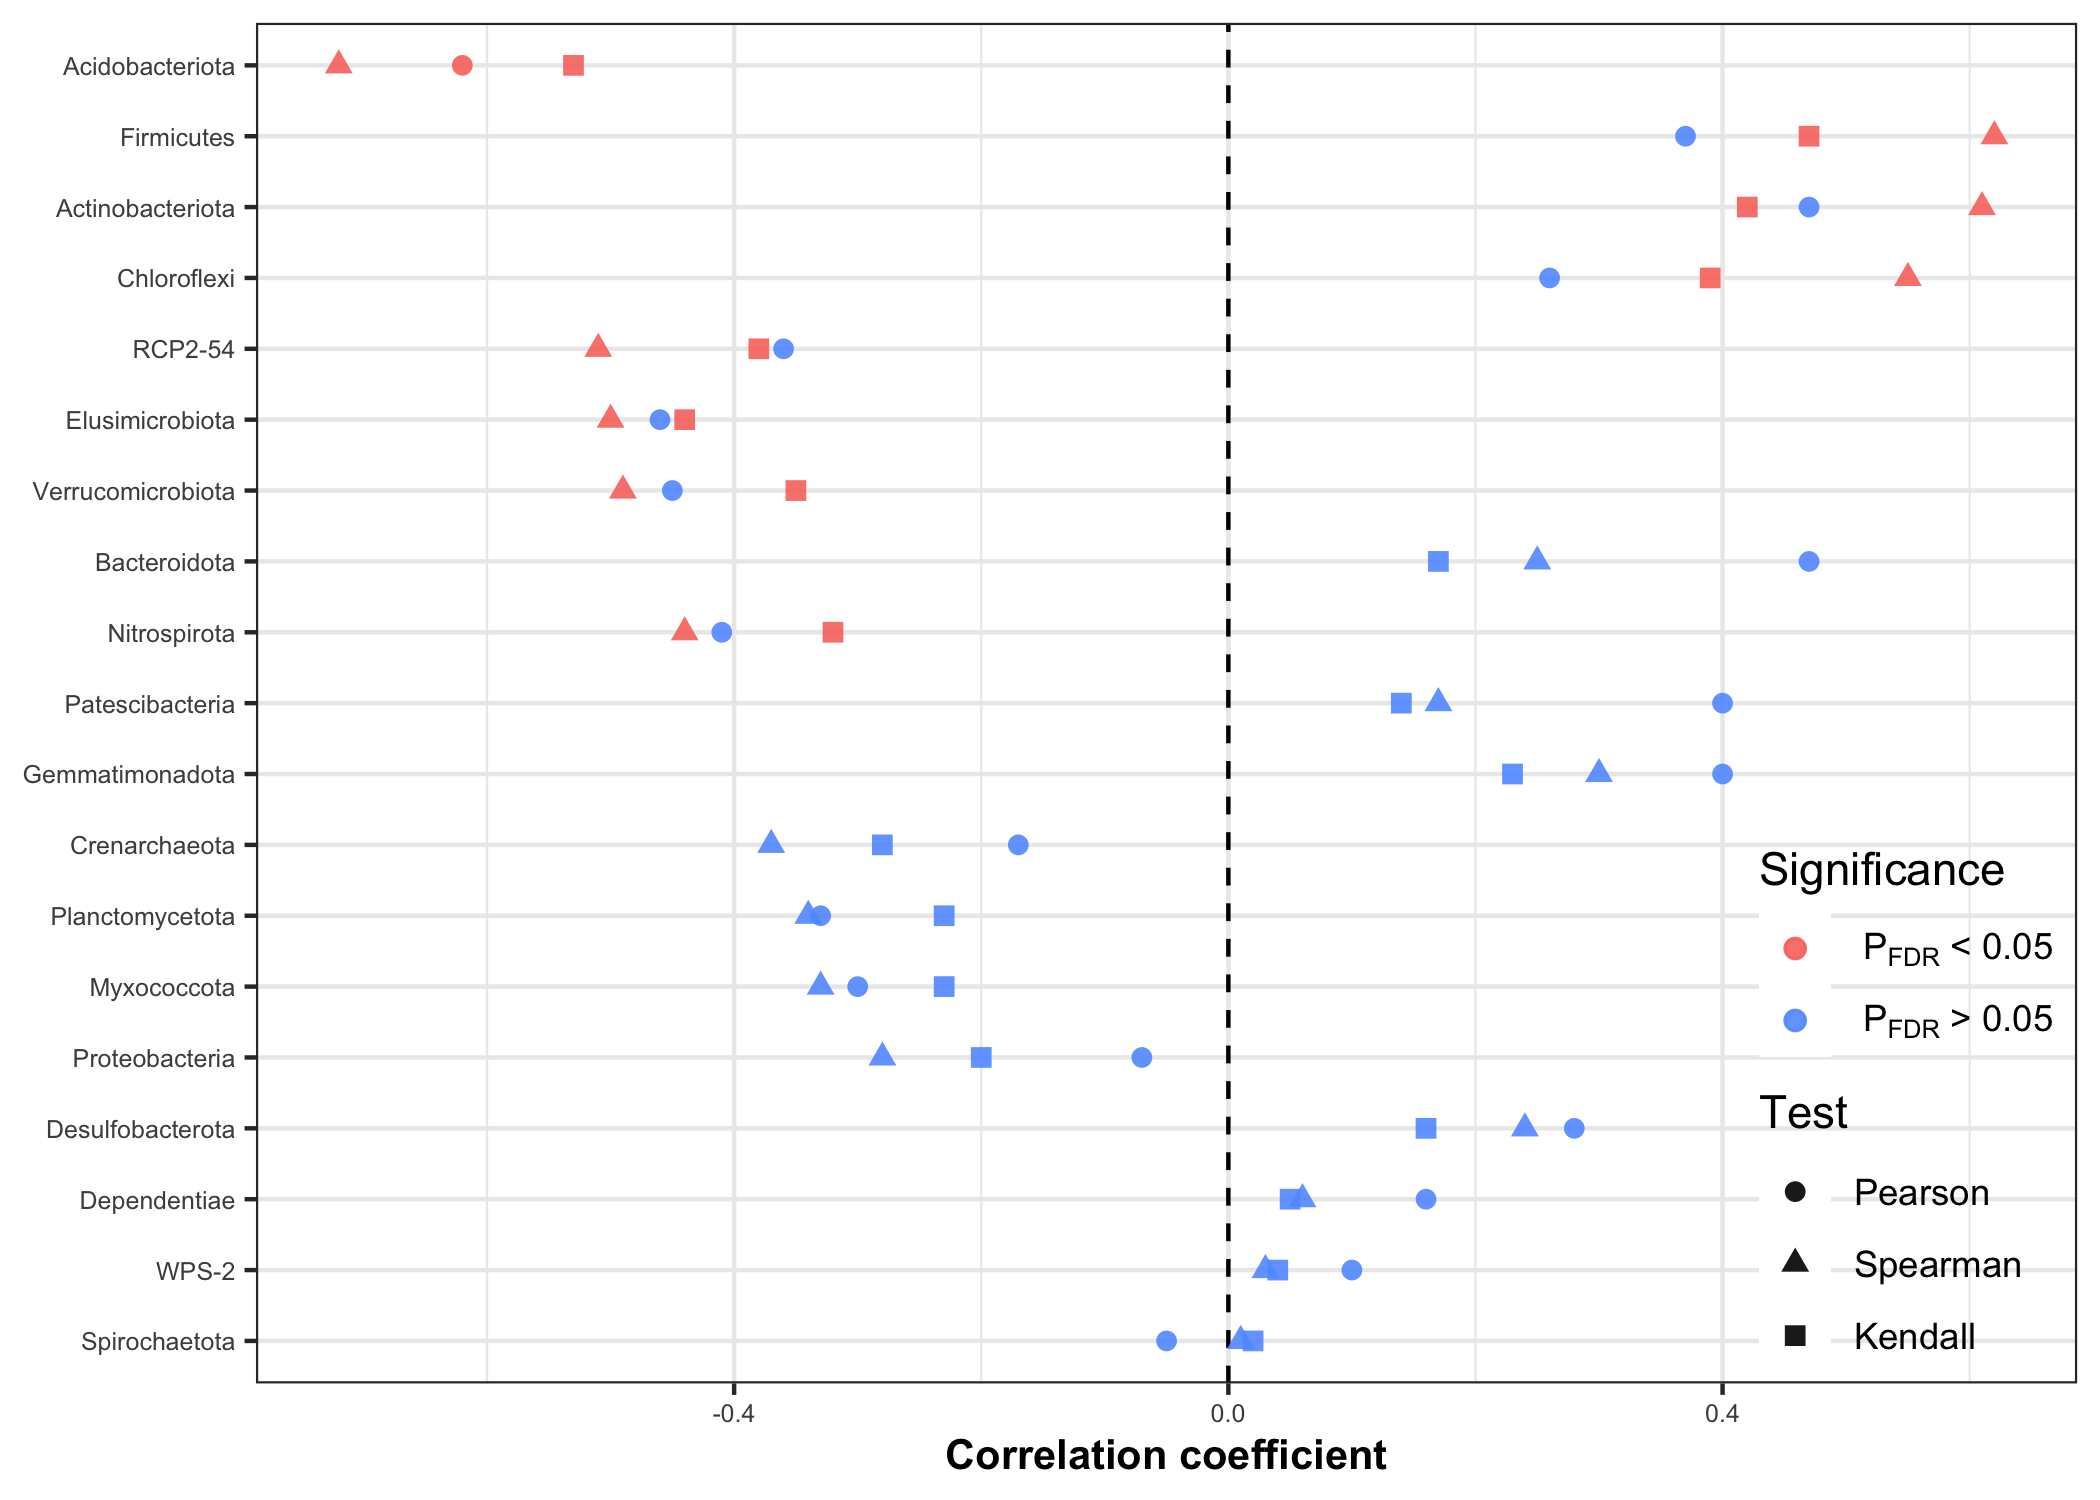 Acidobacteriota
Firmicutes
Actinobacteriota
Chloroflexi
RCP2-54
Elusimicrobiota
Verrucomicrobiota
Bacteroidota
Nitrospirota
Patescibacteria
Gemmatimonadota
Crenarchaeota
Planctomycetota
Myxococcota
Proteobacteria
Desulfobacterota
Dependentiae
WPS-2
Spirochaetota
Significance
PFDR < 0.05
PFDR > 0.05
Test
Pearson
Spearman
Kendall
-0.4 0.0 0.4
Correlation coefficient